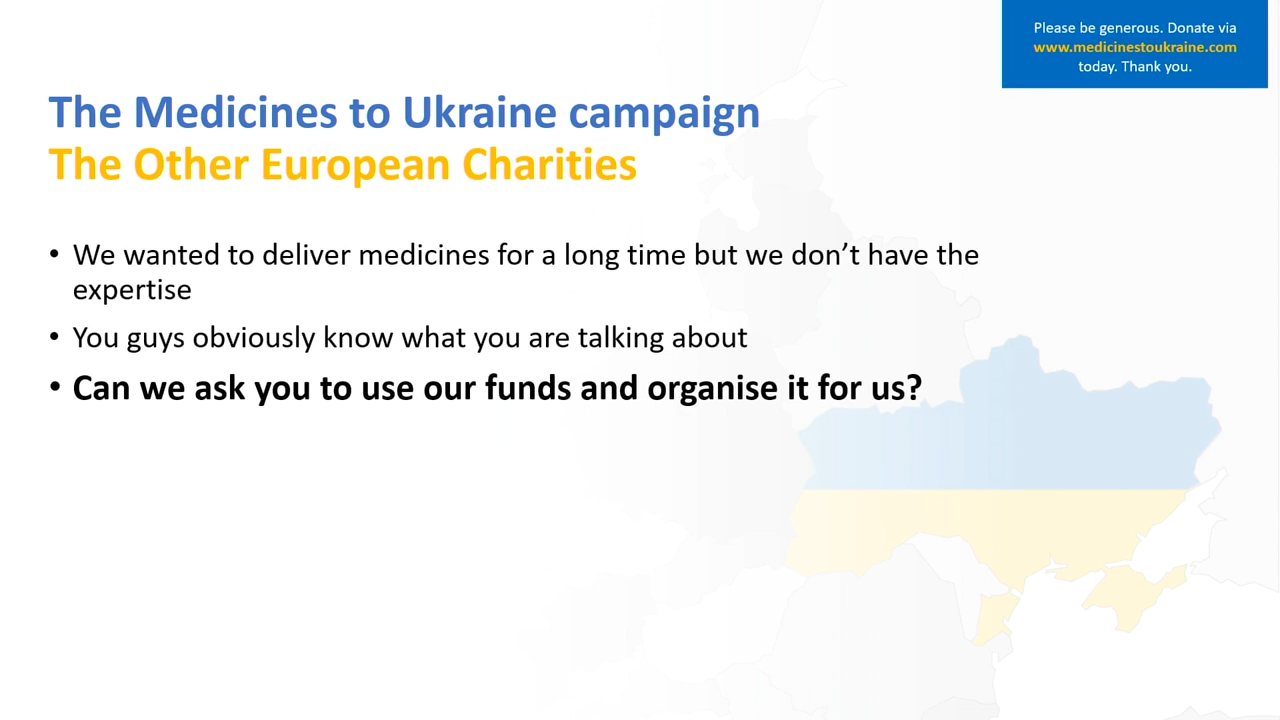 Please be generous. Donate via
www.medicinestoukraine.com
today. Thank you.
The Medicines to Ukraine campaign
The Other European Charities
• We wanted to deliver medicines for a long time but we don’t have the
expertise
• You guys obviously know what you are talking about
• Can we ask you to use our funds and organise it for us?